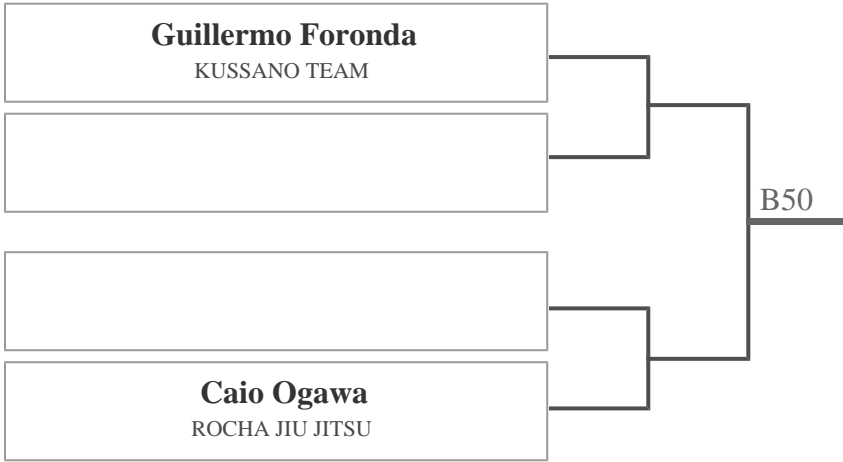 Guillermo Foronda
KUSSANO TEAM
B50
Caio Ogawa
ROCHA JIU JITSU